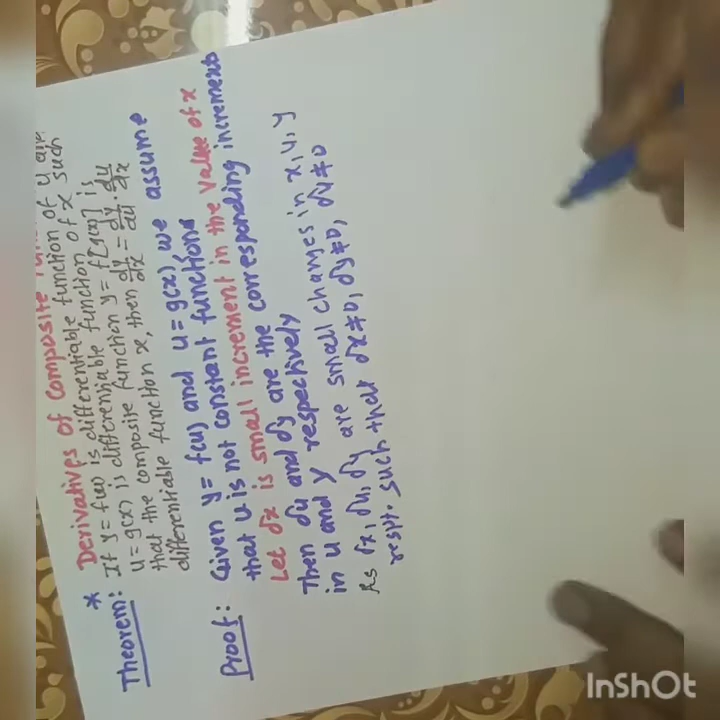 * Derivatives of Composite
Theorem: If y = f(u) is differentiable function of u and
u = g(x) is differentiable function of x such
that the composite function y = f[g(x)] is
differentiable function x, then dy/dx = dy/du . du/dx
Proof: Given y = f(u) and u = g(x) we assume
that u is not constant function
Let δx is small increment in the value of x
Then δu and δy are the corresponding increments
in u and y respectively
As δx, δu, δy are small changes in x, u, y
respt. such that δx≠0, δy≠0, δy≠0
InShOt